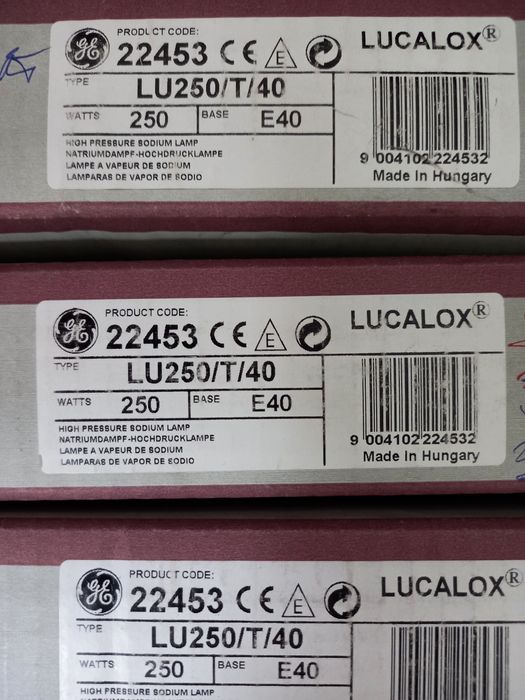 GE
PRODUCT CODE:
22453 CE E
LUCALOX®
TYPE
LU250/T/40
WATTS 250 BASE E40
HIGH PRESSURE SODIUM LAMP
NATRIUMDAMPF-HOCHDRUCKLAMPE
LAMPE A VAPEUR DE SODIUM
LAMPARAS DE VAPOR DE SODIO
9 004102 224532
Made In Hungary
GE
PRODUCT CODE:
22453 CE E
LUCALOX®
TYPE
LU250/T/40
WATTS 250 BASE E40
HIGH PRESSURE SODIUM LAMP
NATRIUMDAMPF-HOCHDRUCKLAMPE
LAMPE A VAPEUR DE SODIUM
LAMPARAS DE VAPOR DE SODIO
9 004102 224532
Made In Hungary
GE
PRODUCT CODE:
22453 CE E
LUCALOX®
TYPE
LU250/T/40
WATTS 250 BASE E40
HIGH PRESSURE SODIUM LAMP